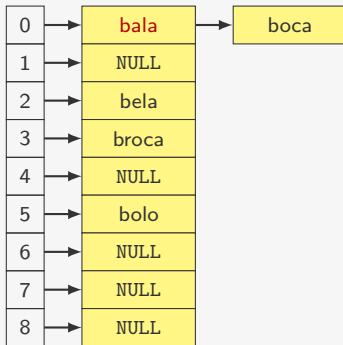 0 bala boca
1 NULL
2 bela
3 broca
4 NULL
5 bolo
6 NULL
7 NULL
8 NULL